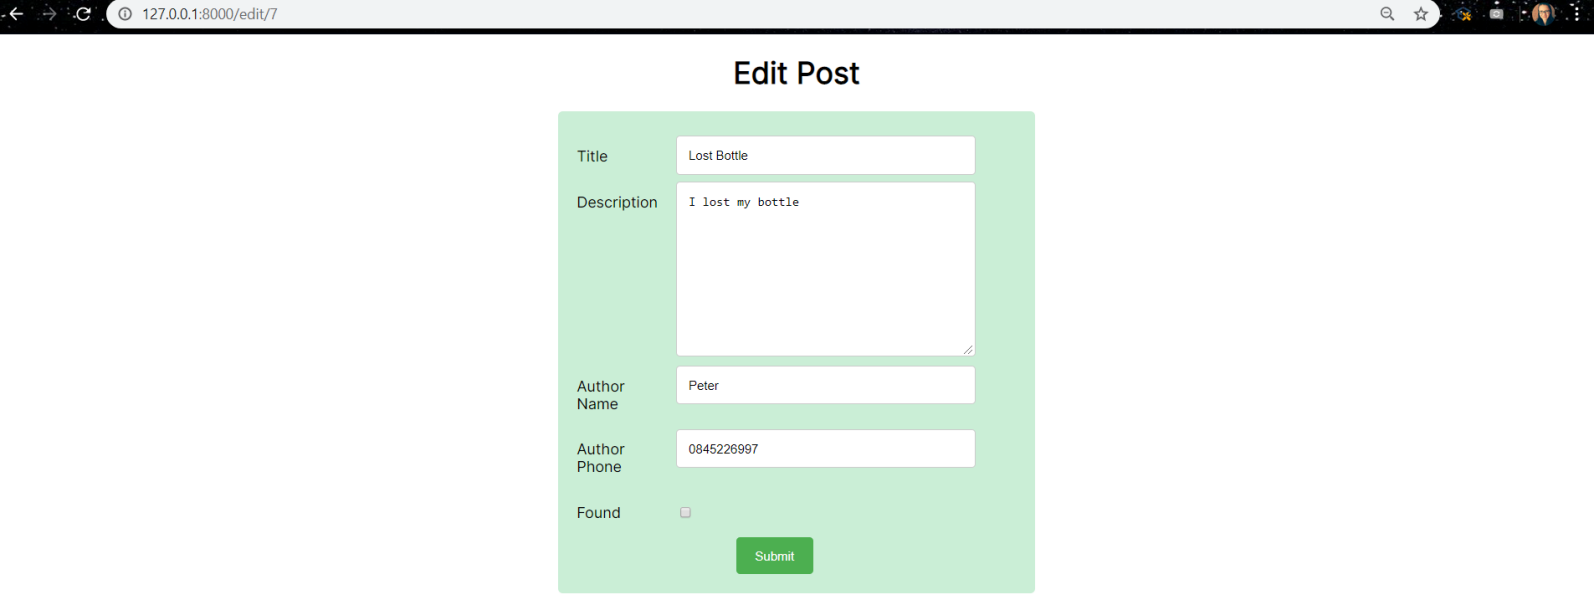 127.0.0.1:8000/edit/7
Edit Post
Title
Lost Bottle
Description
I lost my bottle
Author
Name
Peter
Author
Phone
0845226997
Found
Submit